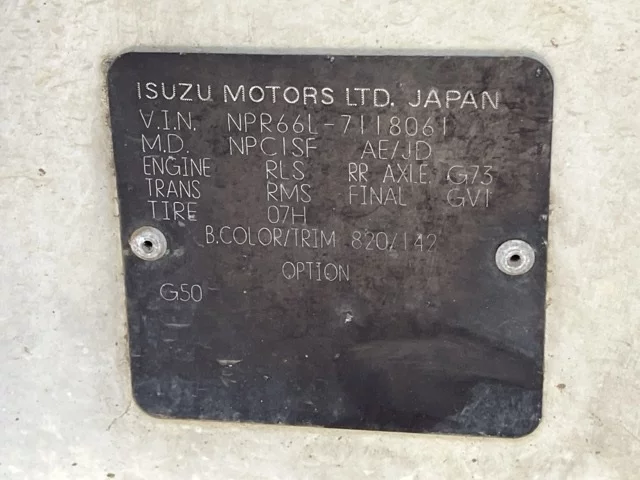 ISUZU MOTORS LTD. JAPAN
V.I.N. NPR66L-7118061
M.D. NPC1SF AE/JD
ENGINE RLS RR AXLE. G73
TRANS RMS FINAL GV1
TIRE 07H
B.COLOR/TRIM 820/142
OPTION
G50